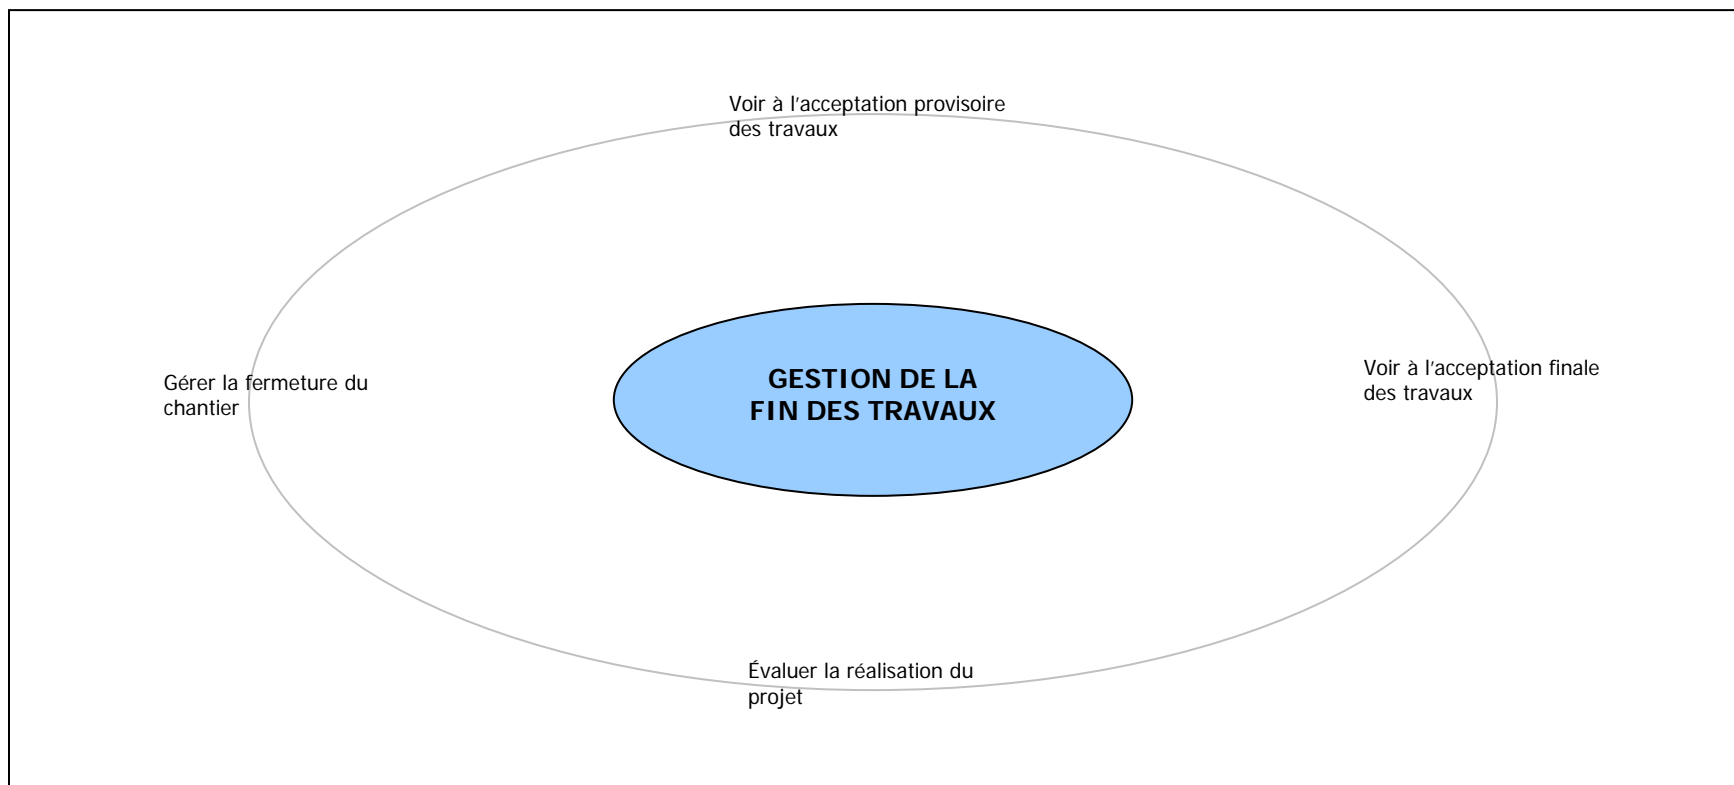 Voir à l’acceptation provisoire
des travaux
Voir à l’acceptation finale
des travaux
GESTION DE LA
FIN DES TRAVAUX
Gérer la fermeture du
chantier
Évaluer la réalisation du
projet